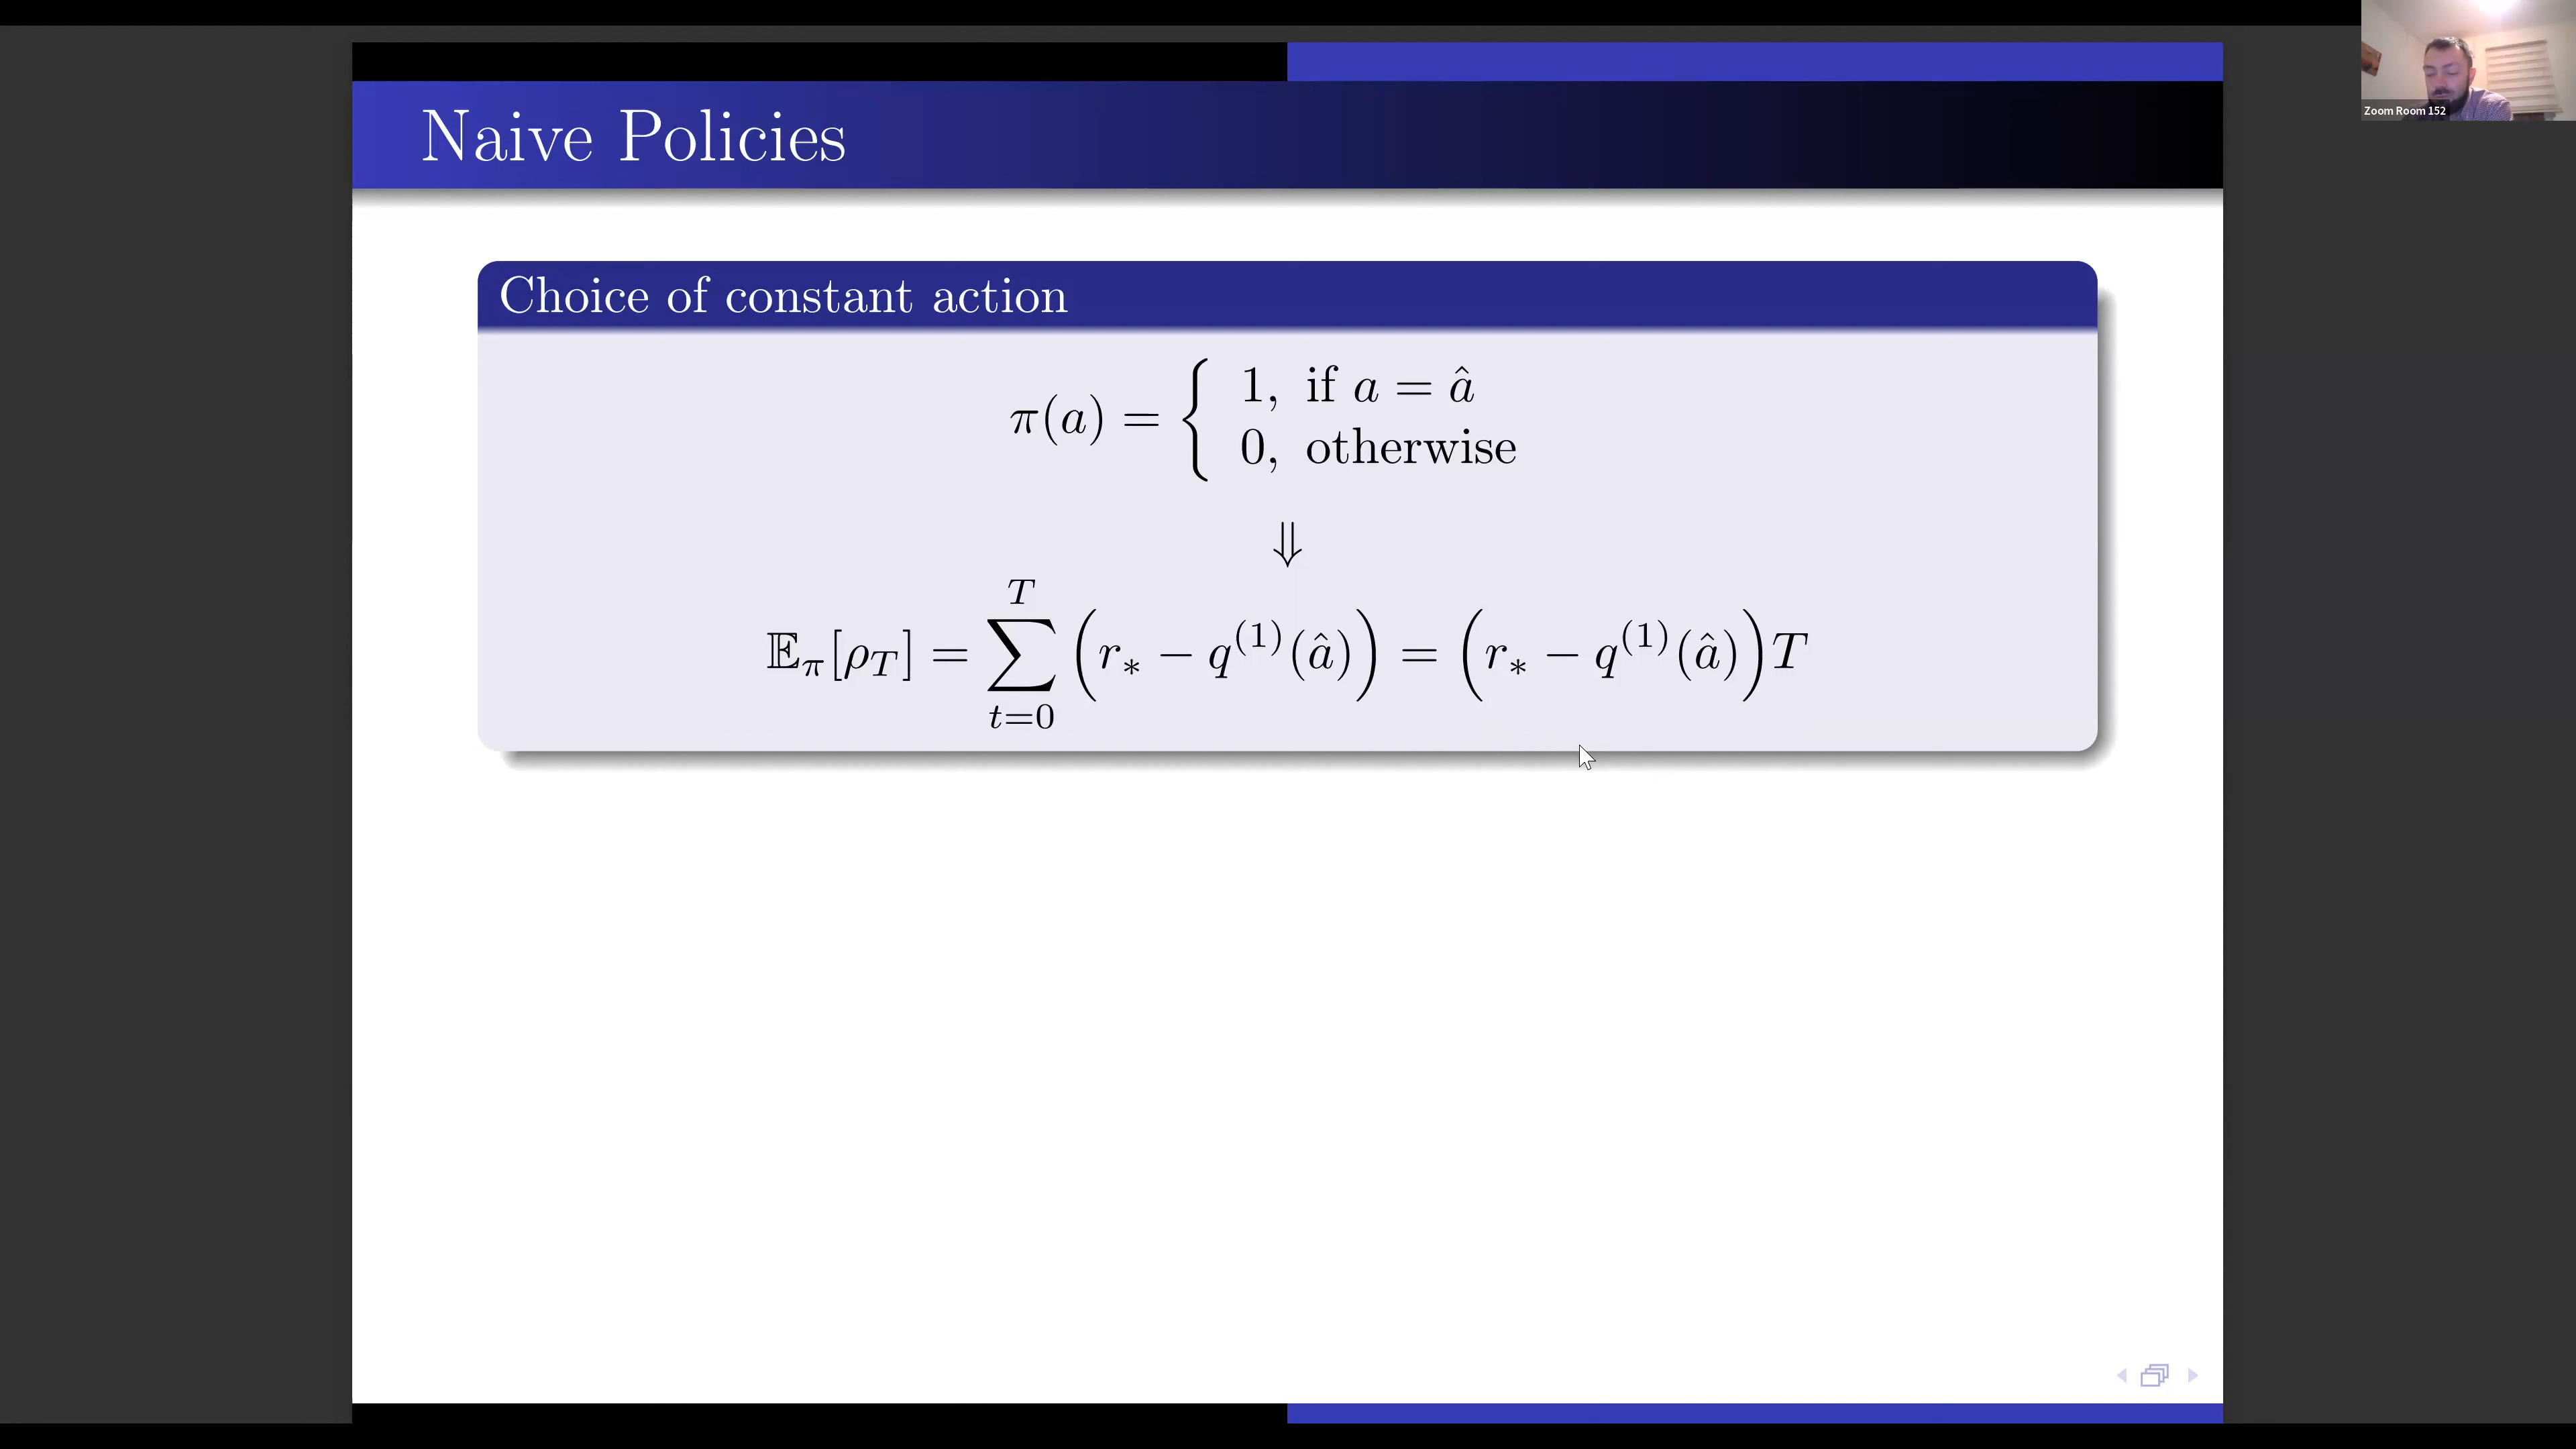 Zoom Room 152
Naive Policies
Choice of constant action
π(a) = { 1, if a = â
0, otherwise
⇓
𝔼_π[ρ_T] = ∑_{t=0}^{T} (r_* − q^{(1)}(â)) = (r_* − q^{(1)}(â))T